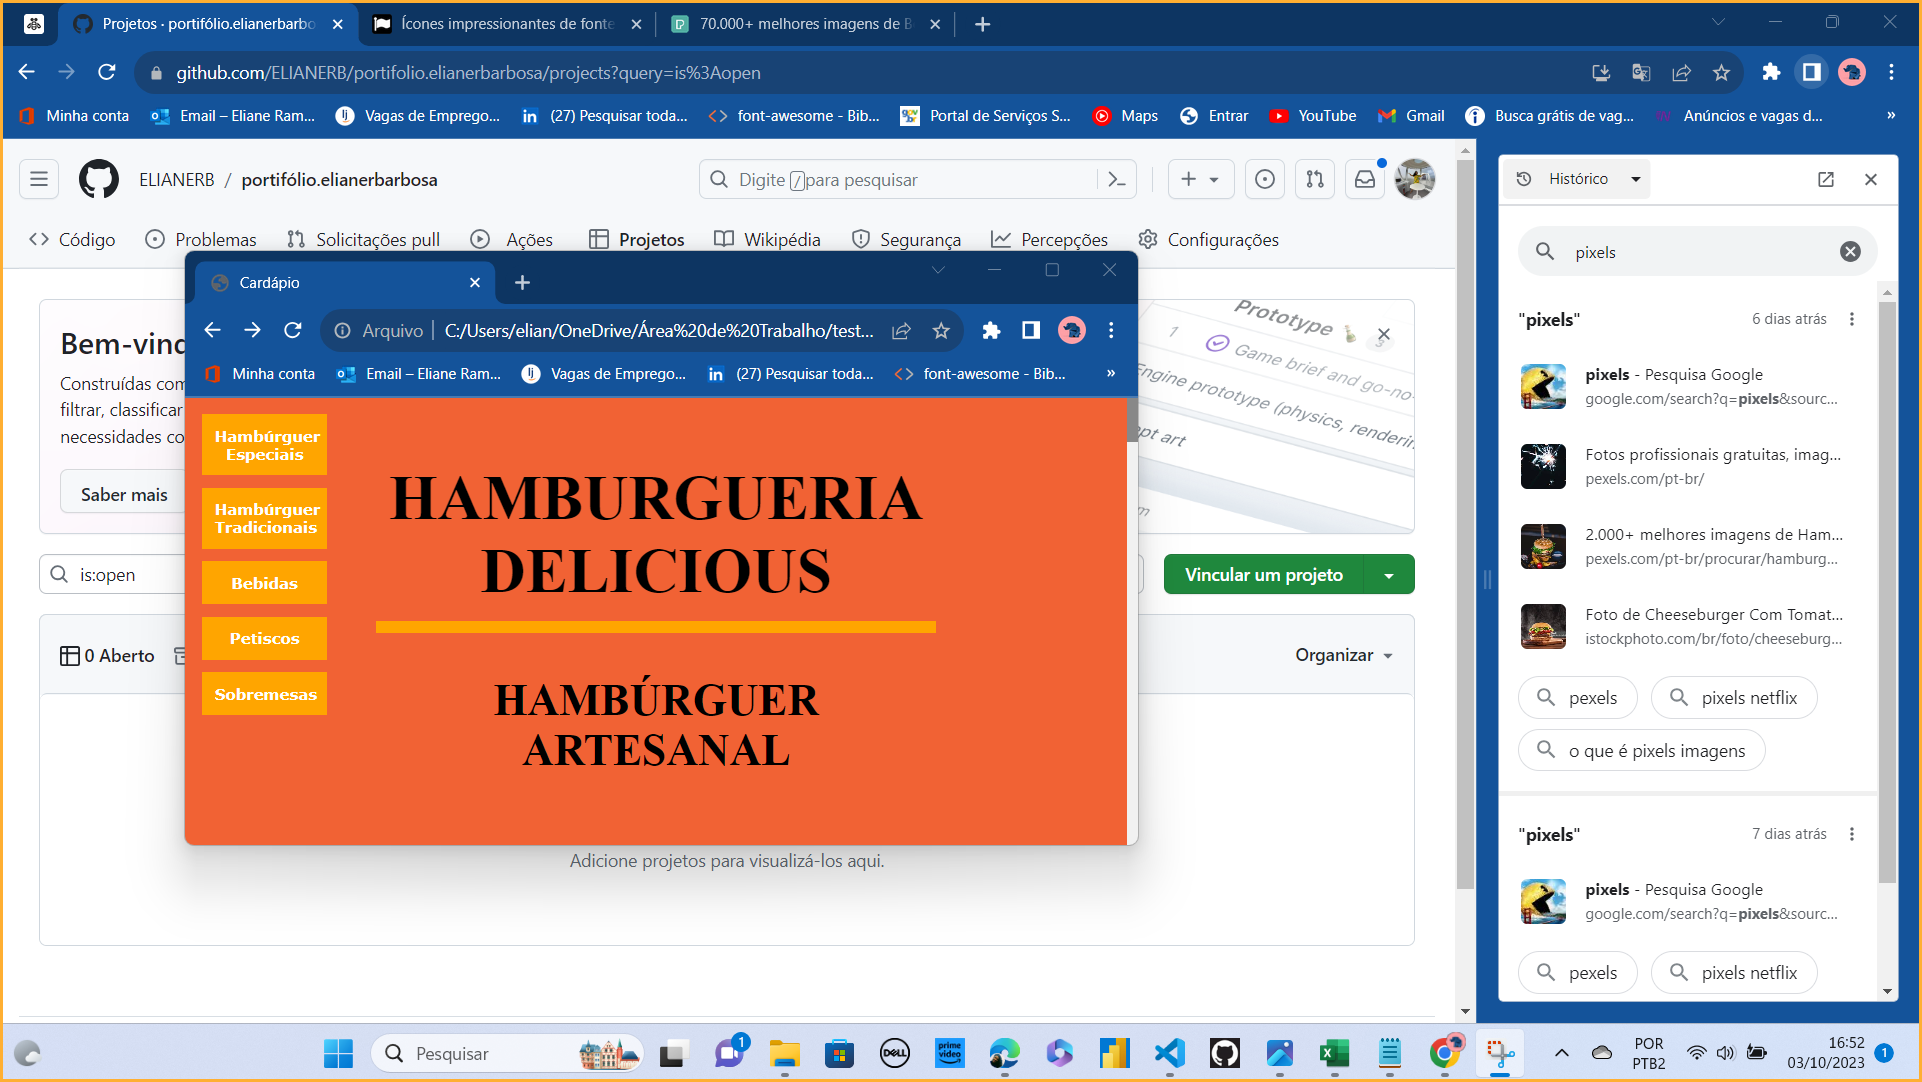 Projetos · portifólio.elianerbarbo
Ícones impressionantes de fonte
70.000+ melhores imagens de B
github.com/ELIANERB/portifolio.elianerbarbosa/projects?query=is%3Aopen
Minha conta
Email – Eliane Ram...
Vagas de Emprego...
(27) Pesquisar toda...
font-awesome - Bib...
Portal de Serviços S...
Maps
Entrar
YouTube
Gmail
Busca grátis de vag...
Anúncios e vagas d...
»
ELIANERB / portifólio.elianerbarbosa
Digite / para pesquisar
Código
Problemas
Solicitações pull
Ações
Projetos
Wikipédia
Segurança
Percepções
Configurações
Bem-vind
Construídas com
filtrar, classificar
necessidades co
Saber mais
Prototype
1
3
Game brief and go-no-
Engine prototype (physics, renderin
ept art
m
is:open
Vincular um projeto
0 Aberto
Organizar
Adicione projetos para visualizá-los aqui.
Cardápio
Arquivo
C:/Users/elian/OneDrive/Área%20de%20Trabalho/test...
Minha conta
Email – Eliane Ram...
Vagas de Emprego...
(27) Pesquisar toda...
font-awesome - Bib...
»
Hambúrguer
Especiais
Hambúrguer
Tradicionais
Bebidas
Petiscos
Sobremesas
HAMBURGUERIA
DELICIOUS
HAMBÚRGUER
ARTESANAL
Histórico
pixels
"pixels"
6 dias atrás
pixels - Pesquisa Google
google.com/search?q=pixels&sourc...
Fotos profissionais gratuitas, imag...
pexels.com/pt-br/
2.000+ melhores imagens de Ham...
pexels.com/pt-br/procurar/hamburg...
Foto de Cheeseburger Com Tomat...
istockphoto.com/br/foto/cheeseburg...
pexels
pixels netflix
o que é pixels imagens
"pixels"
7 dias atrás
pixels - Pesquisa Google
google.com/search?q=pixels&sourc...
pexels
pixels netflix
Pesquisar
1
DELL
prime
video
POR
PTB2
16:52
03/10/2023
1